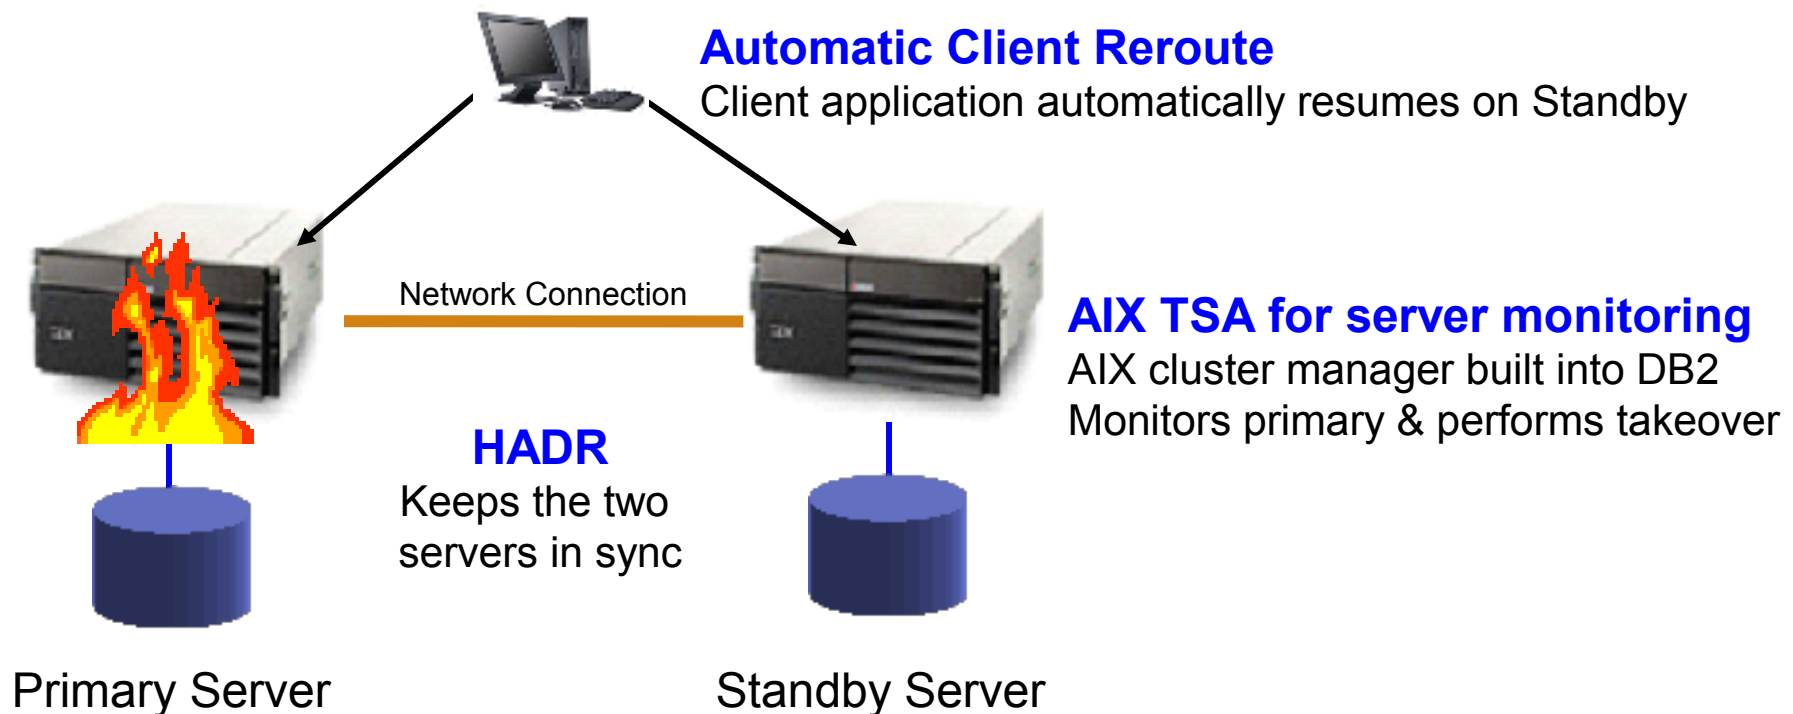 Automatic Client Reroute
Client application automatically resumes on Standby
Network Connection
AIX TSA for server monitoring
AIX cluster manager built into DB2
Monitors primary & performs takeover
HADR
Keeps the two
servers in sync
Primary Server
Standby Server